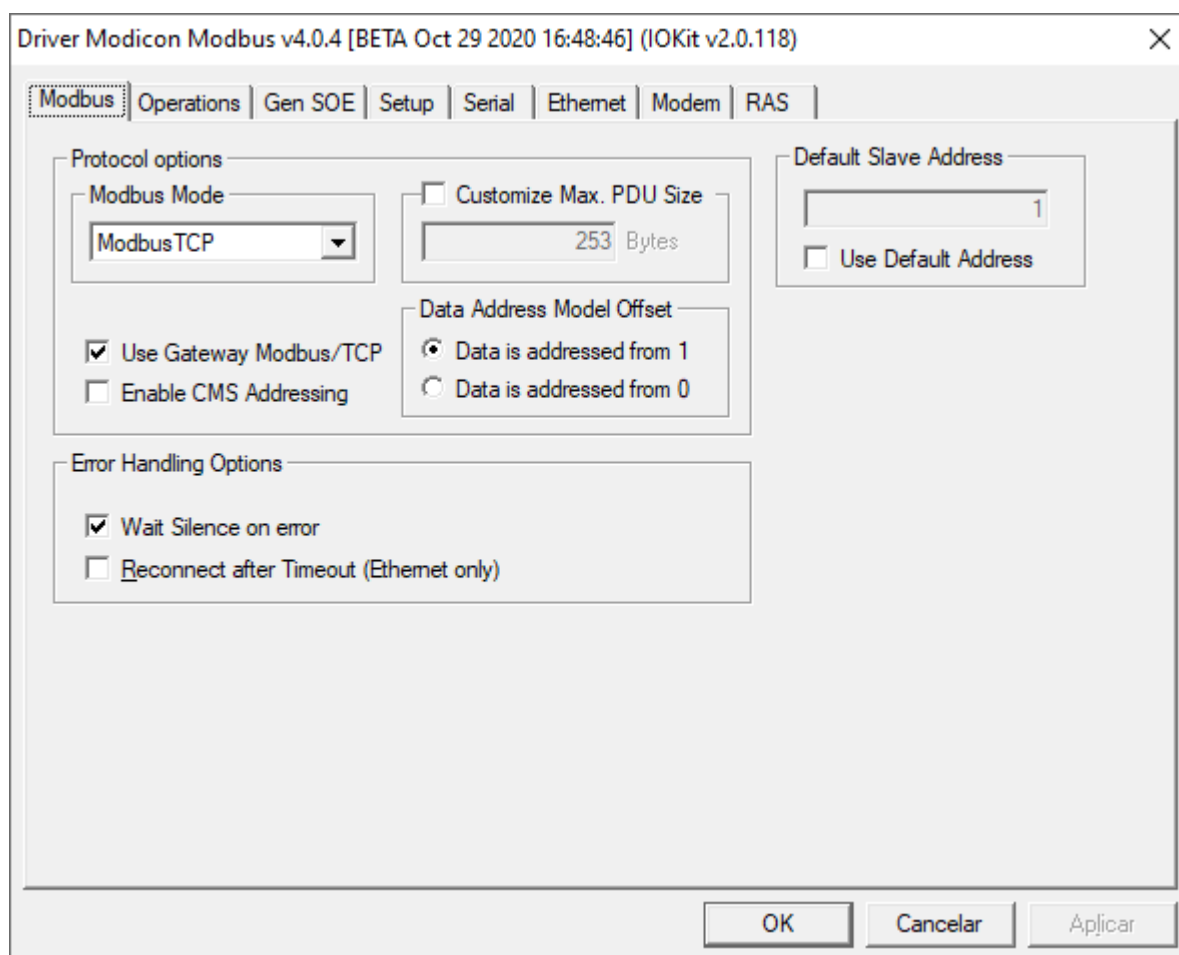 Driver Modicon Modbus v4.0.4 [BETA Oct 29 2020 16:48:46] (IOKit v2.0.118)
Modbus Operations Gen SOE Setup Serial Ethernet Modem RAS
Protocol options
Modbus Mode
ModbusTCP
Customize Max. PDU Size
253 Bytes
Use Gateway Modbus/TCP
Enable CMS Addressing
Data Address Model Offset
Data is addressed from 1
Data is addressed from 0
Default Slave Address
1
Use Default Address
Error Handling Options
Wait Silence on error
Reconnect after Timeout (Ethernet only)
OK Cancelar Aplicar